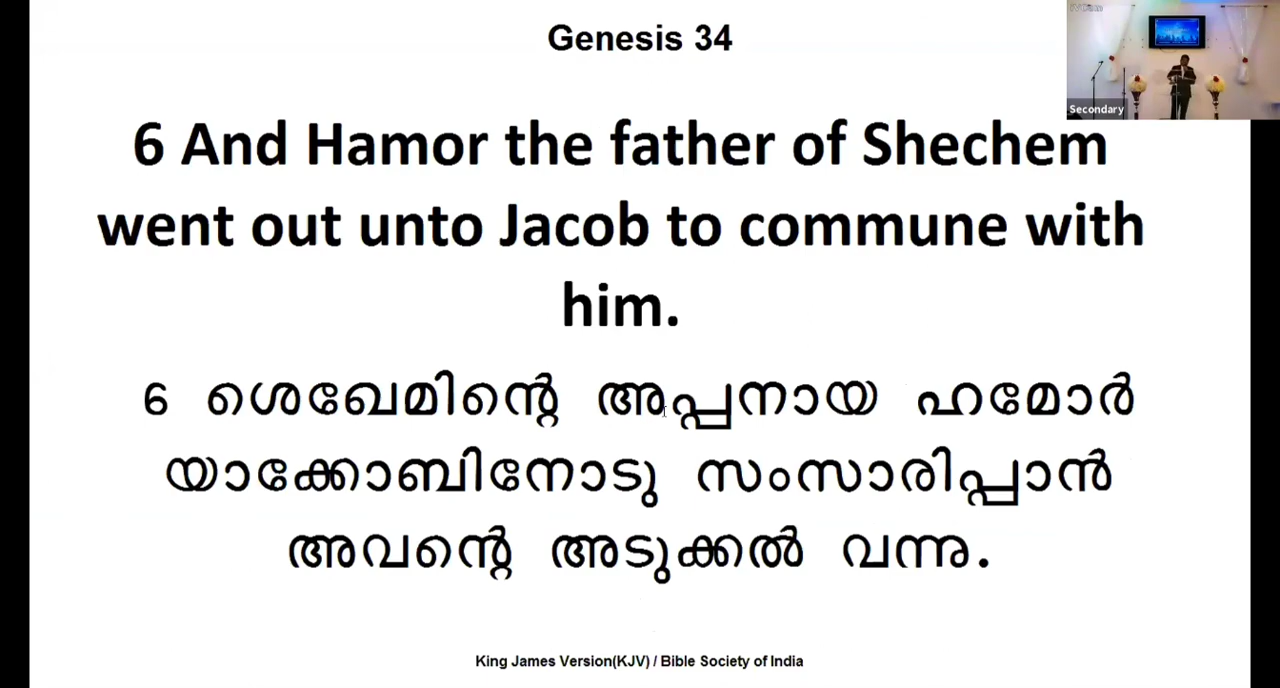 Genesis 34
6 And Hamor the father of Shechem
went out unto Jacob to commune with
him.
6 ശെഖേമിന്റെ അപ്പനായ ഹമോർ
യാക്കോബിനോടു സംസാരിപ്പാൻ
അവന്റെ അടുക്കൽ വന്നു.
King James Version(KJV) / Bible Society of India
Secondary